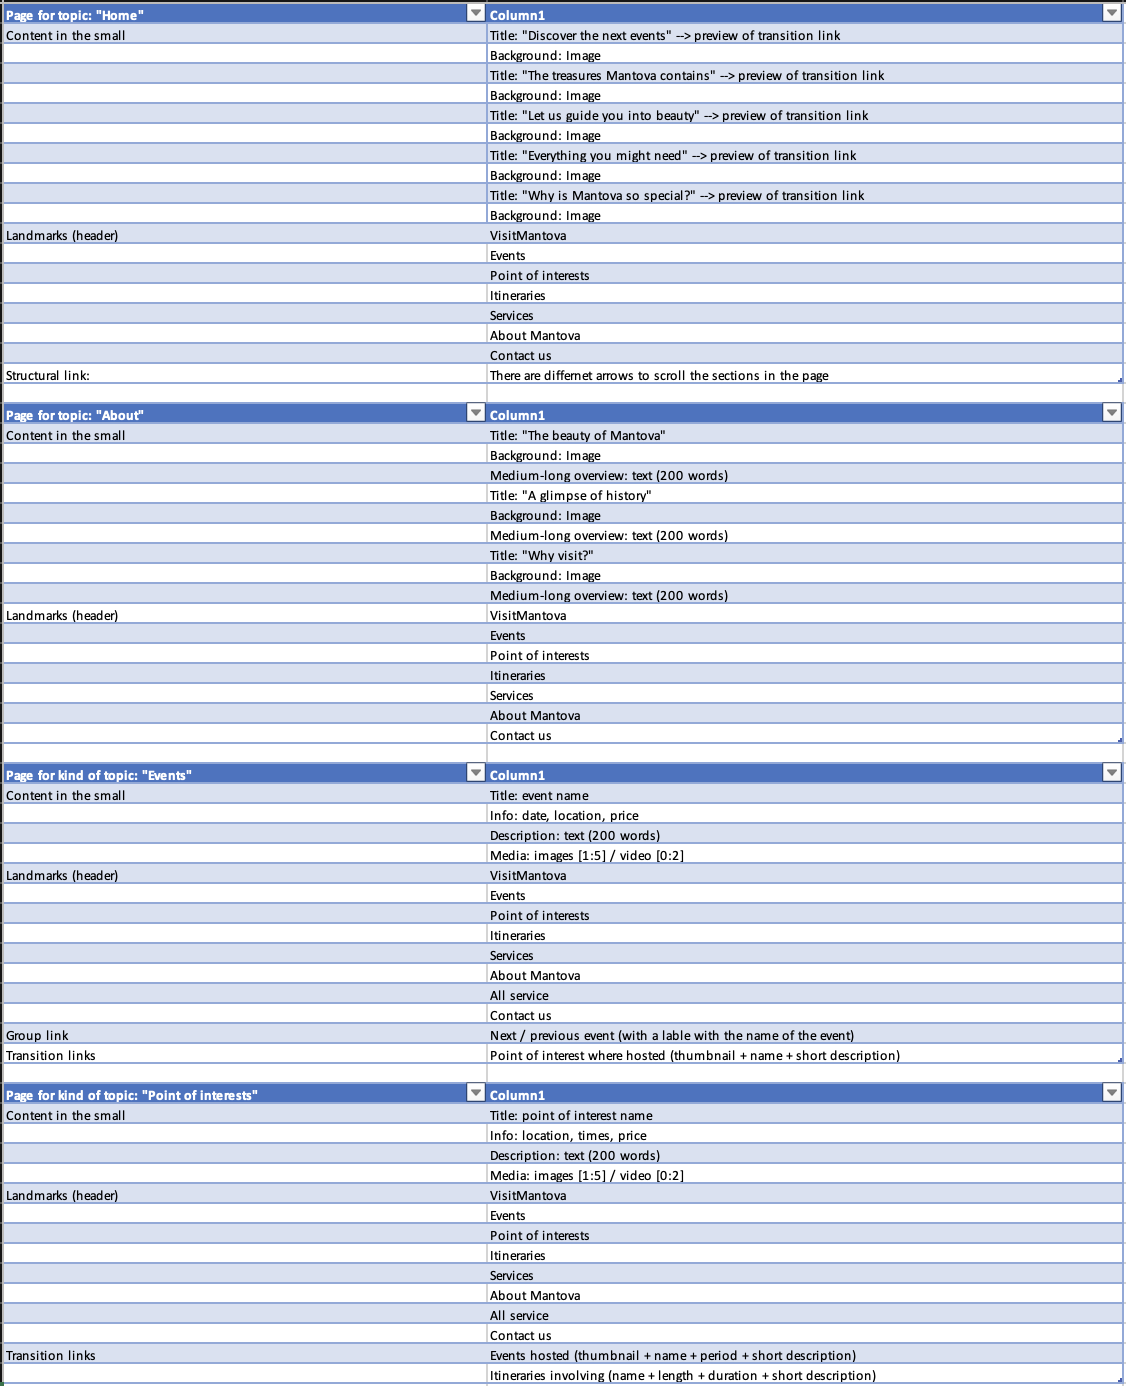 Page for topic: "Home" Column1
Content in the small Title: "Discover the next events" --> preview of transition link
Background: Image
Title: "The treasures Mantova contains" --> preview of transition link
Background: Image
Title: "Let us guide you into beauty" --> preview of transition link
Background: Image
Title: "Everything you might need" --> preview of transition link
Background: Image
Title: "Why is Mantova so special?" --> preview of transition link
Background: Image
Landmarks (header) VisitMantova
Events
Point of interests
Itineraries
Services
About Mantova
Contact us
Structural link: There are differnet arrows to scroll the sections in the page
Page for topic: "About" Column1
Content in the small Title: "The beauty of Mantova"
Background: Image
Medium-long overview: text (200 words)
Title: "A glimpse of history"
Background: Image
Medium-long overview: text (200 words)
Title: "Why visit?"
Background: Image
Medium-long overview: text (200 words)
Landmarks (header) VisitMantova
Events
Point of interests
Itineraries
Services
About Mantova
Contact us
Page for kind of topic: "Events" Column1
Content in the small Title: event name
Info: date, location, price
Description: text (200 words)
Media: images [1:5] / video [0:2]
Landmarks (header) VisitMantova
Events
Point of interests
Itineraries
Services
About Mantova
All service
Contact us
Group link Next / previous event (with a lable with the name of the event)
Transition links Point of interest where hosted (thumbnail + name + short description)
Page for kind of topic: "Point of interests" Column1
Content in the small Title: point of interest name
Info: location, times, price
Description: text (200 words)
Media: images [1:5] / video [0:2]
Landmarks (header) VisitMantova
Events
Point of interests
Itineraries
Services
About Mantova
All service
Contact us
Transition links Events hosted (thumbnail + name + period + short description)
Itineraries involving (name + length + duration + short description)